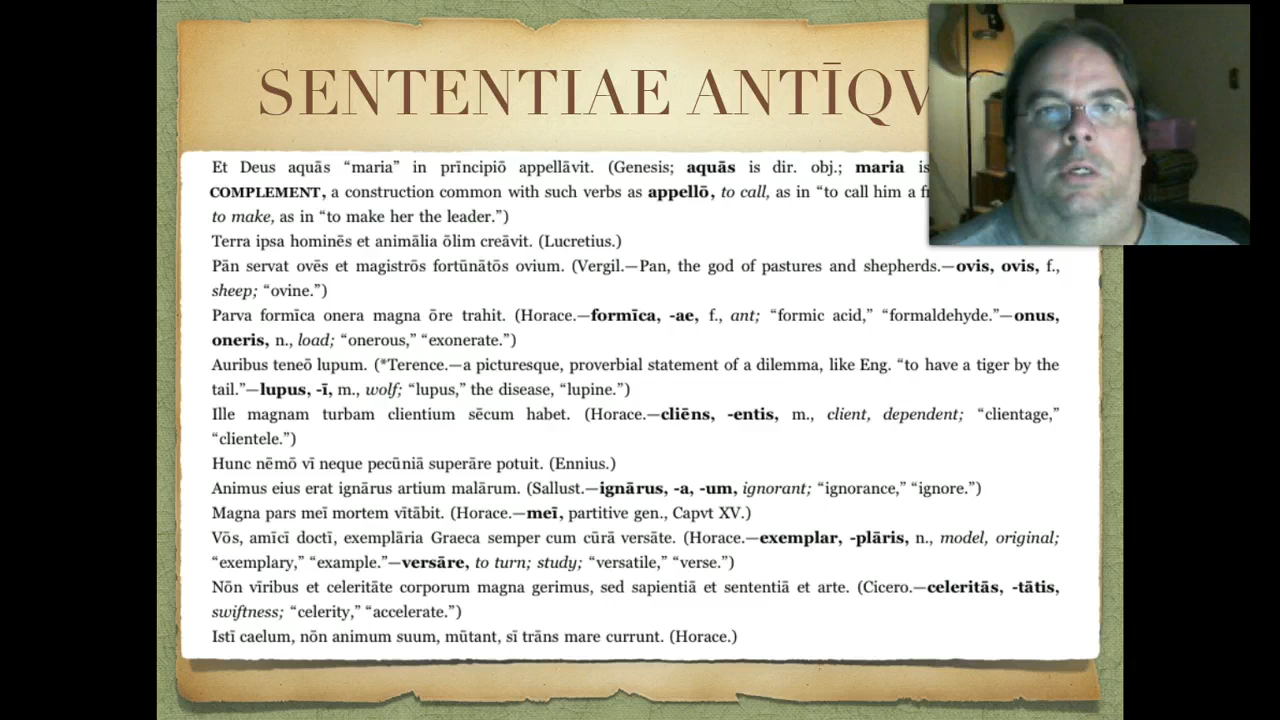 SENTENTIAE ANTĪQV
Et Deus aquās “maria” in prīncipiō appellāvit. (Genesis; aquās is dir. obj.; maria is
COMPLEMENT, a construction common with such verbs as appellō, to call, as in “to call him a
to make, as in “to make her the leader.”)
Terra ipsa hominēs et animālia ōlim creāvit. (Lucretius.)
Pān servat ovēs et magistrōs fortūnātōs ovium. (Vergil.—Pan, the god of pastures and shepherds.—ovis, ovis, f.,
sheep; “ovine.”)
Parva formīca onera magna ōre trahit. (Horace.—formīca, -ae, f., ant; “formic acid,” “formaldehyde.”—onus,
oneris, n., load; “onerous,” “exonerate.”)
Auribus teneō lupum. (*Terence.—a picturesque, proverbial statement of a dilemma, like Eng. “to have a tiger by the
tail.”—lupus, -ī, m., wolf; “lupus,” the disease, “lupine.”)
Ille magnam turbam clientium sēcum habet. (Horace.—cliēns, -entis, m., client, dependent; “clientage,”
“clientele.”)
Hunc nēmō vī neque pecūniā superāre potuit. (Ennius.)
Animus eius erat ignārus artium malārum. (Sallust.—ignārus, -a, -um, ignorant; “ignorance,” “ignore.”)
Magna pars meī mortem vītābit. (Horace.—meī, partitive gen., Capvt XV.)
Vōs, amīcī doctī, exemplāria Graeca semper cum cūrā versāte. (Horace.—exemplar, -plāris, n., model, original;
“exemplary,” “example.”—versāre, to turn; study; “versatile,” “verse.”)
Nōn vīribus et celeritāte corporum magna gerimus, sed sapientiā et sententiā et arte. (Cicero.—celeritās, -tātis,
swiftness; “celerity,” “accelerate.”)
Istī caelum, nōn animum suum, mūtant, sī trāns mare currunt. (Horace.)